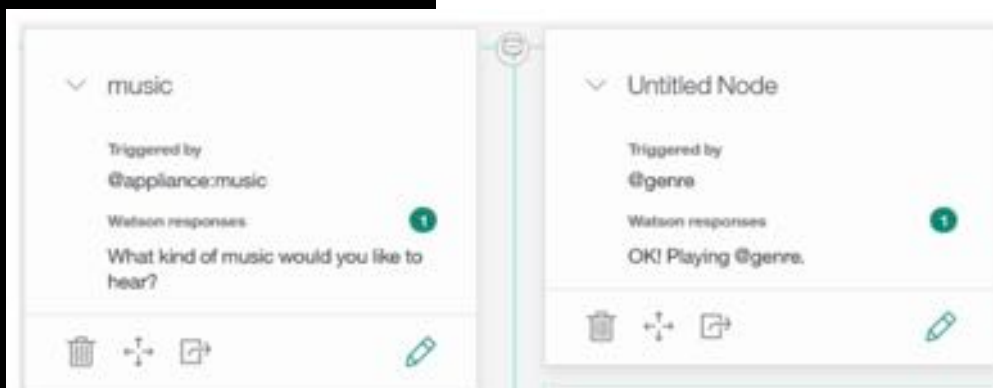 music
Triggered by
@appliance:music
Watson responses
1
What kind of music would you like to
hear?
Untitled Node
Triggered by
@genre
Watson responses
1
OK! Playing @genre.